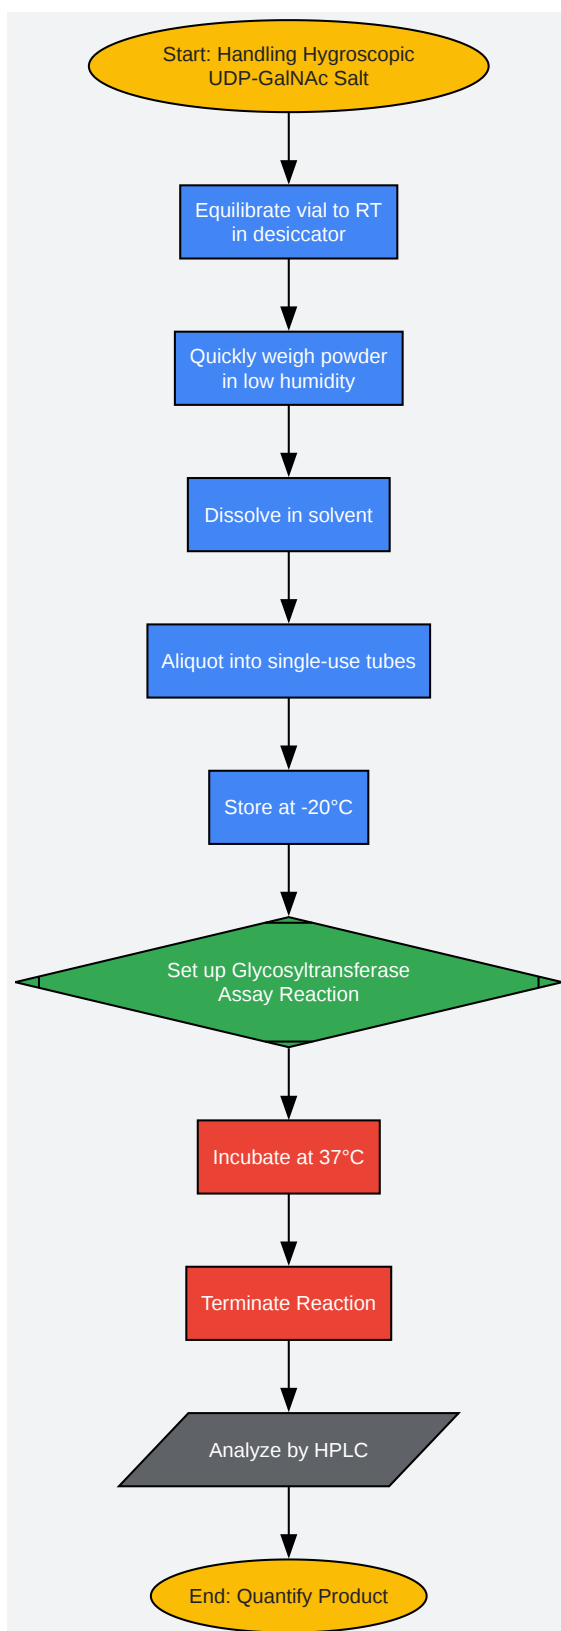 Start: Handling Hygroscopic
UDP-GalNAc Salt
Equilibrate vial to RT
in desiccator
Quickly weigh powder
in low humidity
Dissolve in solvent
Aliquot into single-use tubes
Store at -20°C
Set up Glycosyltransferase
Assay Reaction
Incubate at 37°C
Terminate Reaction
Analyze by HPLC
End: Quantify Product